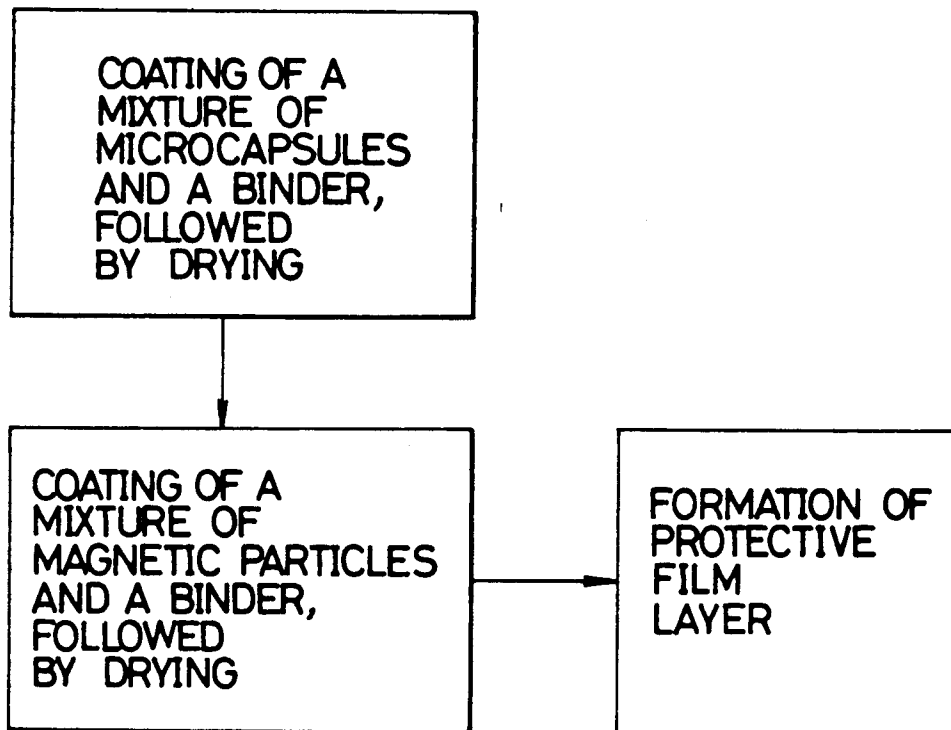 COATING OF A
MIXTURE OF
MICROCAPSULES
AND A BINDER,
FOLLOWED
BY DRYING
COATING OF A
MIXTURE OF
MAGNETIC PARTICLES
AND A BINDER,
FOLLOWED
BY DRYING
FORMATION OF
PROTECTIVE
FILM
LAYER